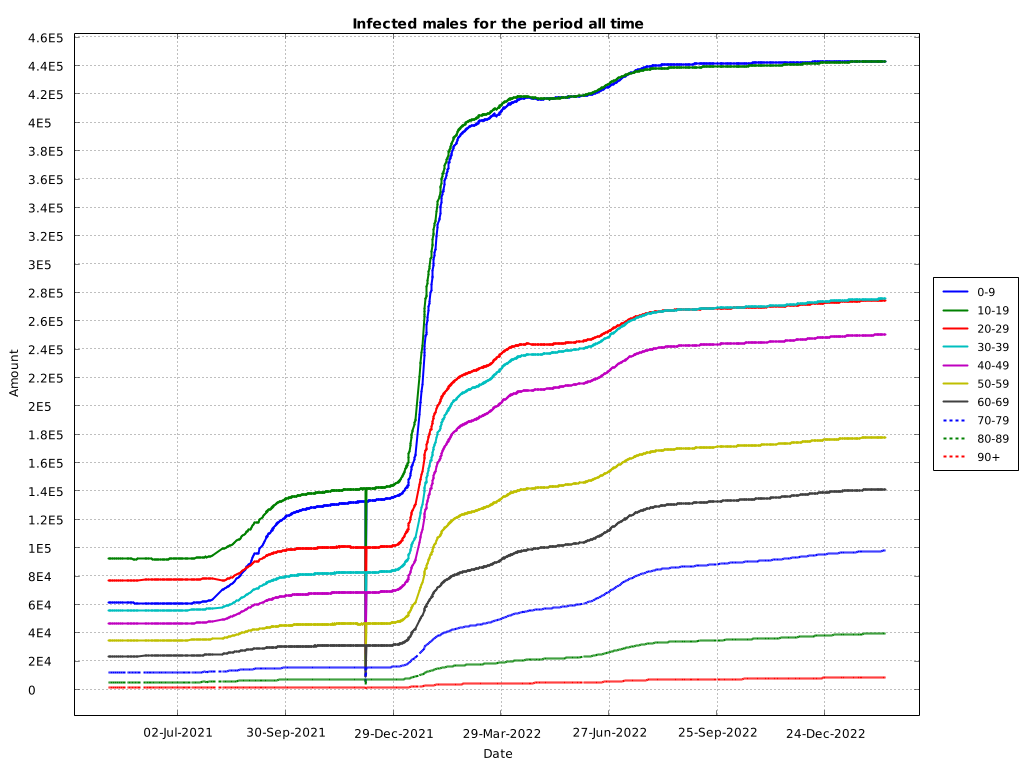 Infected males for the period all time
4.6E5
4.4E5
4.2E5
4E5
3.8E5
3.6E5
3.4E5
3.2E5
3E5
2.8E5
2.6E5
2.4E5
2.2E5
2E5
1.8E5
1.6E5
1.4E5
1.2E5
1E5
8E4
6E4
4E4
2E4
0
Amount
02-Jul-2021 30-Sep-2021 29-Dec-2021 29-Mar-2022 27-Jun-2022 25-Sep-2022 24-Dec-2022
Date
0-9
10-19
20-29
30-39
40-49
50-59
60-69
70-79
80-89
90+